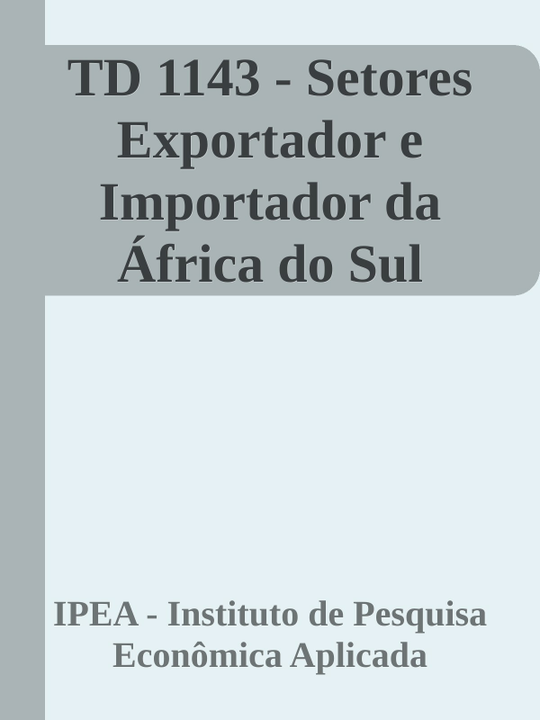 TD 1143 - Setores
Exportador e
Importador da
África do Sul
IPEA - Instituto de Pesquisa
Econômica Aplicada